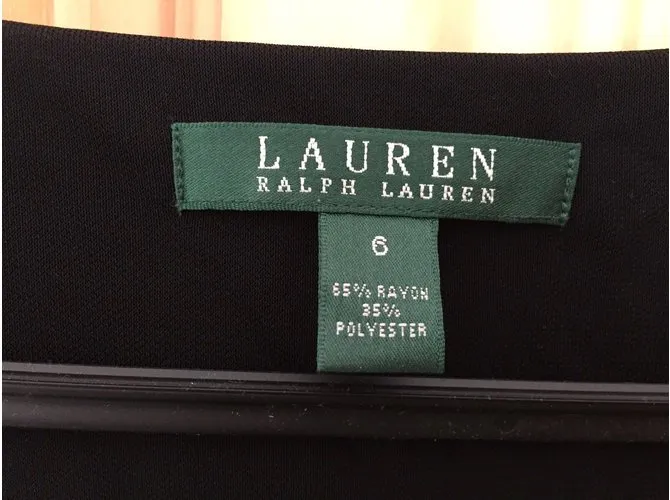 LAUREN
RALPH LAUREN
6
65% RAYON
35%
POLYESTER